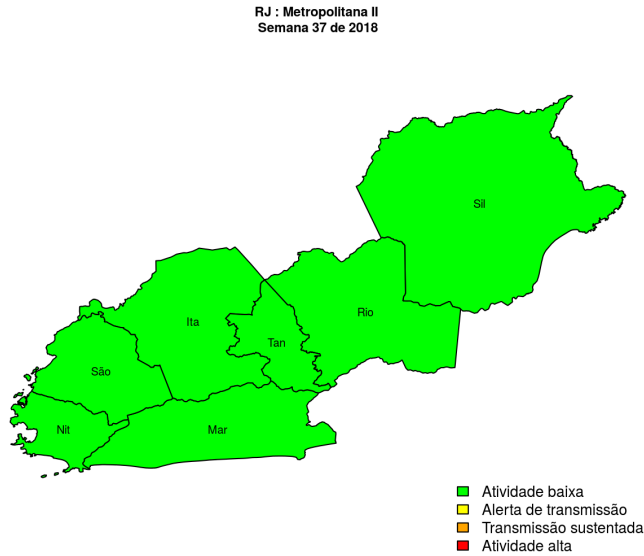 RJ : Metropolitana II
Semana 37 de 2018
Sil
Rio
Ita
Tan
São
Nit
Mar
Atividade baixa
Alerta de transmissão
Transmissão sustentada
Atividade alta